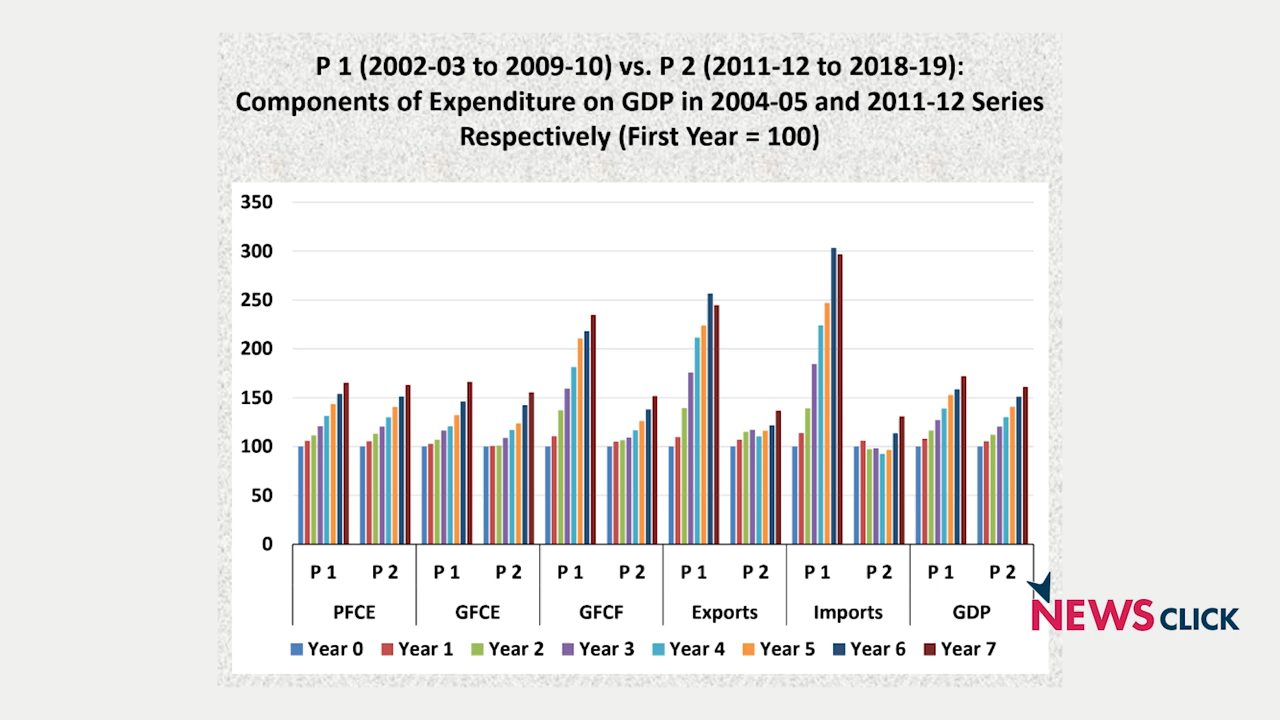 P 1 (2002-03 to 2009-10) vs. P 2 (2011-12 to 2018-19):
Components of Expenditure on GDP in 2004-05 and 2011-12 Series
Respectively (First Year = 100)
350
300
250
200
150
100
50
0
P 1 P 2 P 1 P 2 P 1 P 2 P 1 P 2 P 1 P 2 P 1 P 2
PFCE GFCE GFCF Exports Imports GDP
Year 0 Year 1 Year 2 Year 3 Year 4 Year 5 Year 6 Year 7
NEWS CLICK